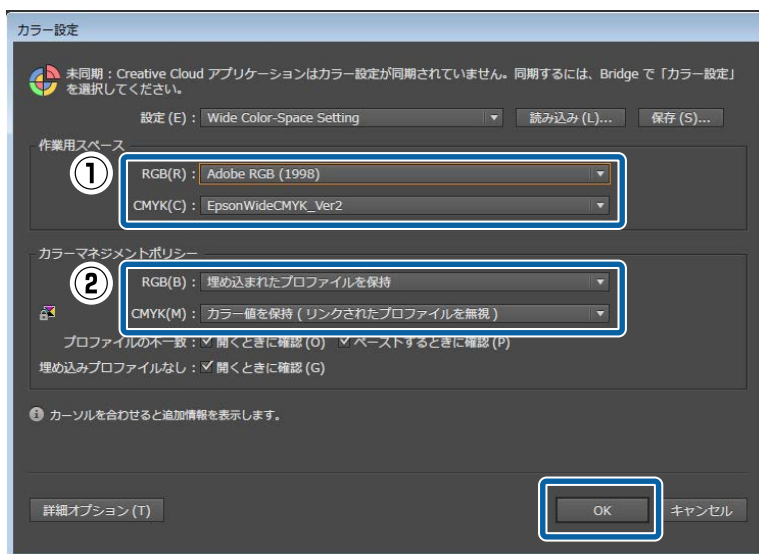 カラー設定
未同期：Creative Cloud アプリケーションはカラー設定が同期されていません。同期するには、Bridge で「カラー設定」
を選択してください。
設定 (E)： Wide Color-Space Setting 読み込み (L)... 保存 (S)...
作業用スペース
①
RGB(R)： Adobe RGB (1998)
CMYK(C)： EpsonWideCMYK_Ver2
カラーマネジメントポリシー
②
RGB(B)： 埋め込まれたプロファイルを保持
CMYK(M)： カラー値を保持 ( リンクされたプロファイルを無視 )
プロファイルの不一致： 開くときに確認 (O) ペーストするときに確認 (P)
埋め込みプロファイルなし： 開くときに確認 (G)
カーソルを合わせると追加情報を表示します。
詳細オプション (T) OK キャンセル